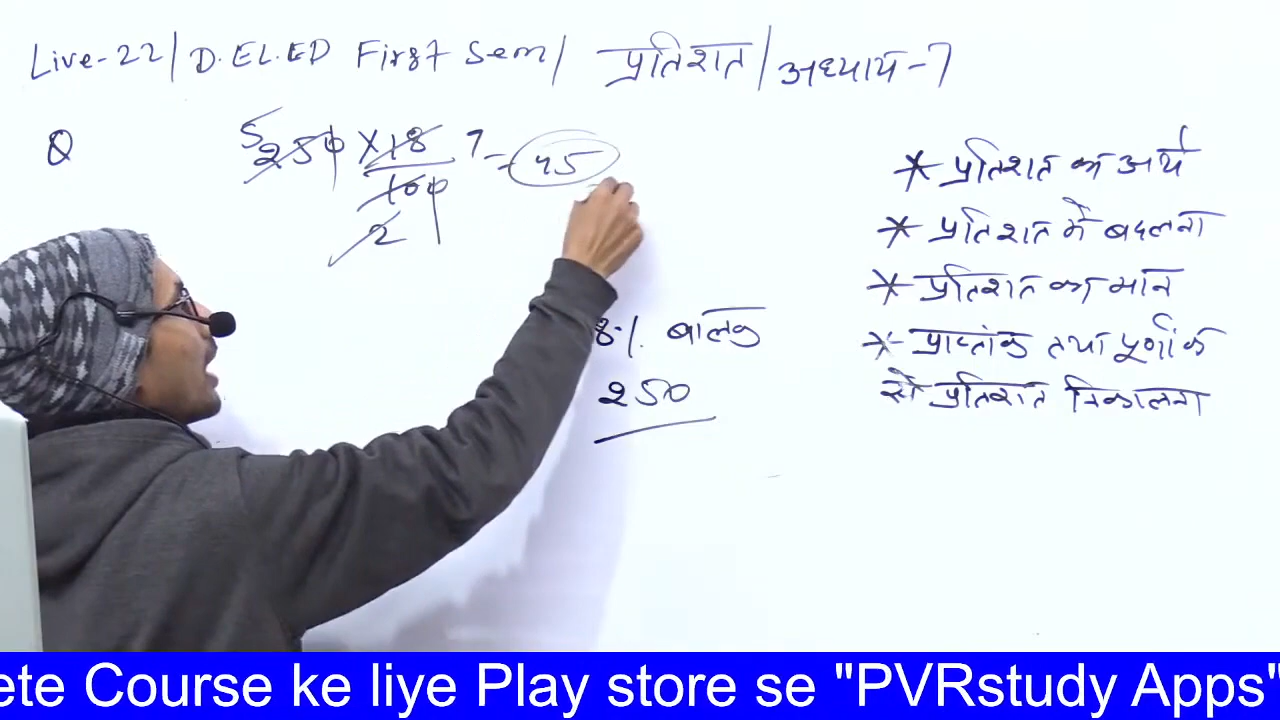 Live-22/D.EL.ED First Sem/ प्रतिशत/अध्याय-7
Q 5 250 × 18 9 = 45
100
2
8% बालक
250
* प्रतिशत का अर्थ
* प्रतिशत में बदलना
* प्रतिशत का मान
* प्राप्तांक तथा पूर्णांक
से प्रतिशत निकालना
ete Course ke liye Play store se "PVRstudy Apps"